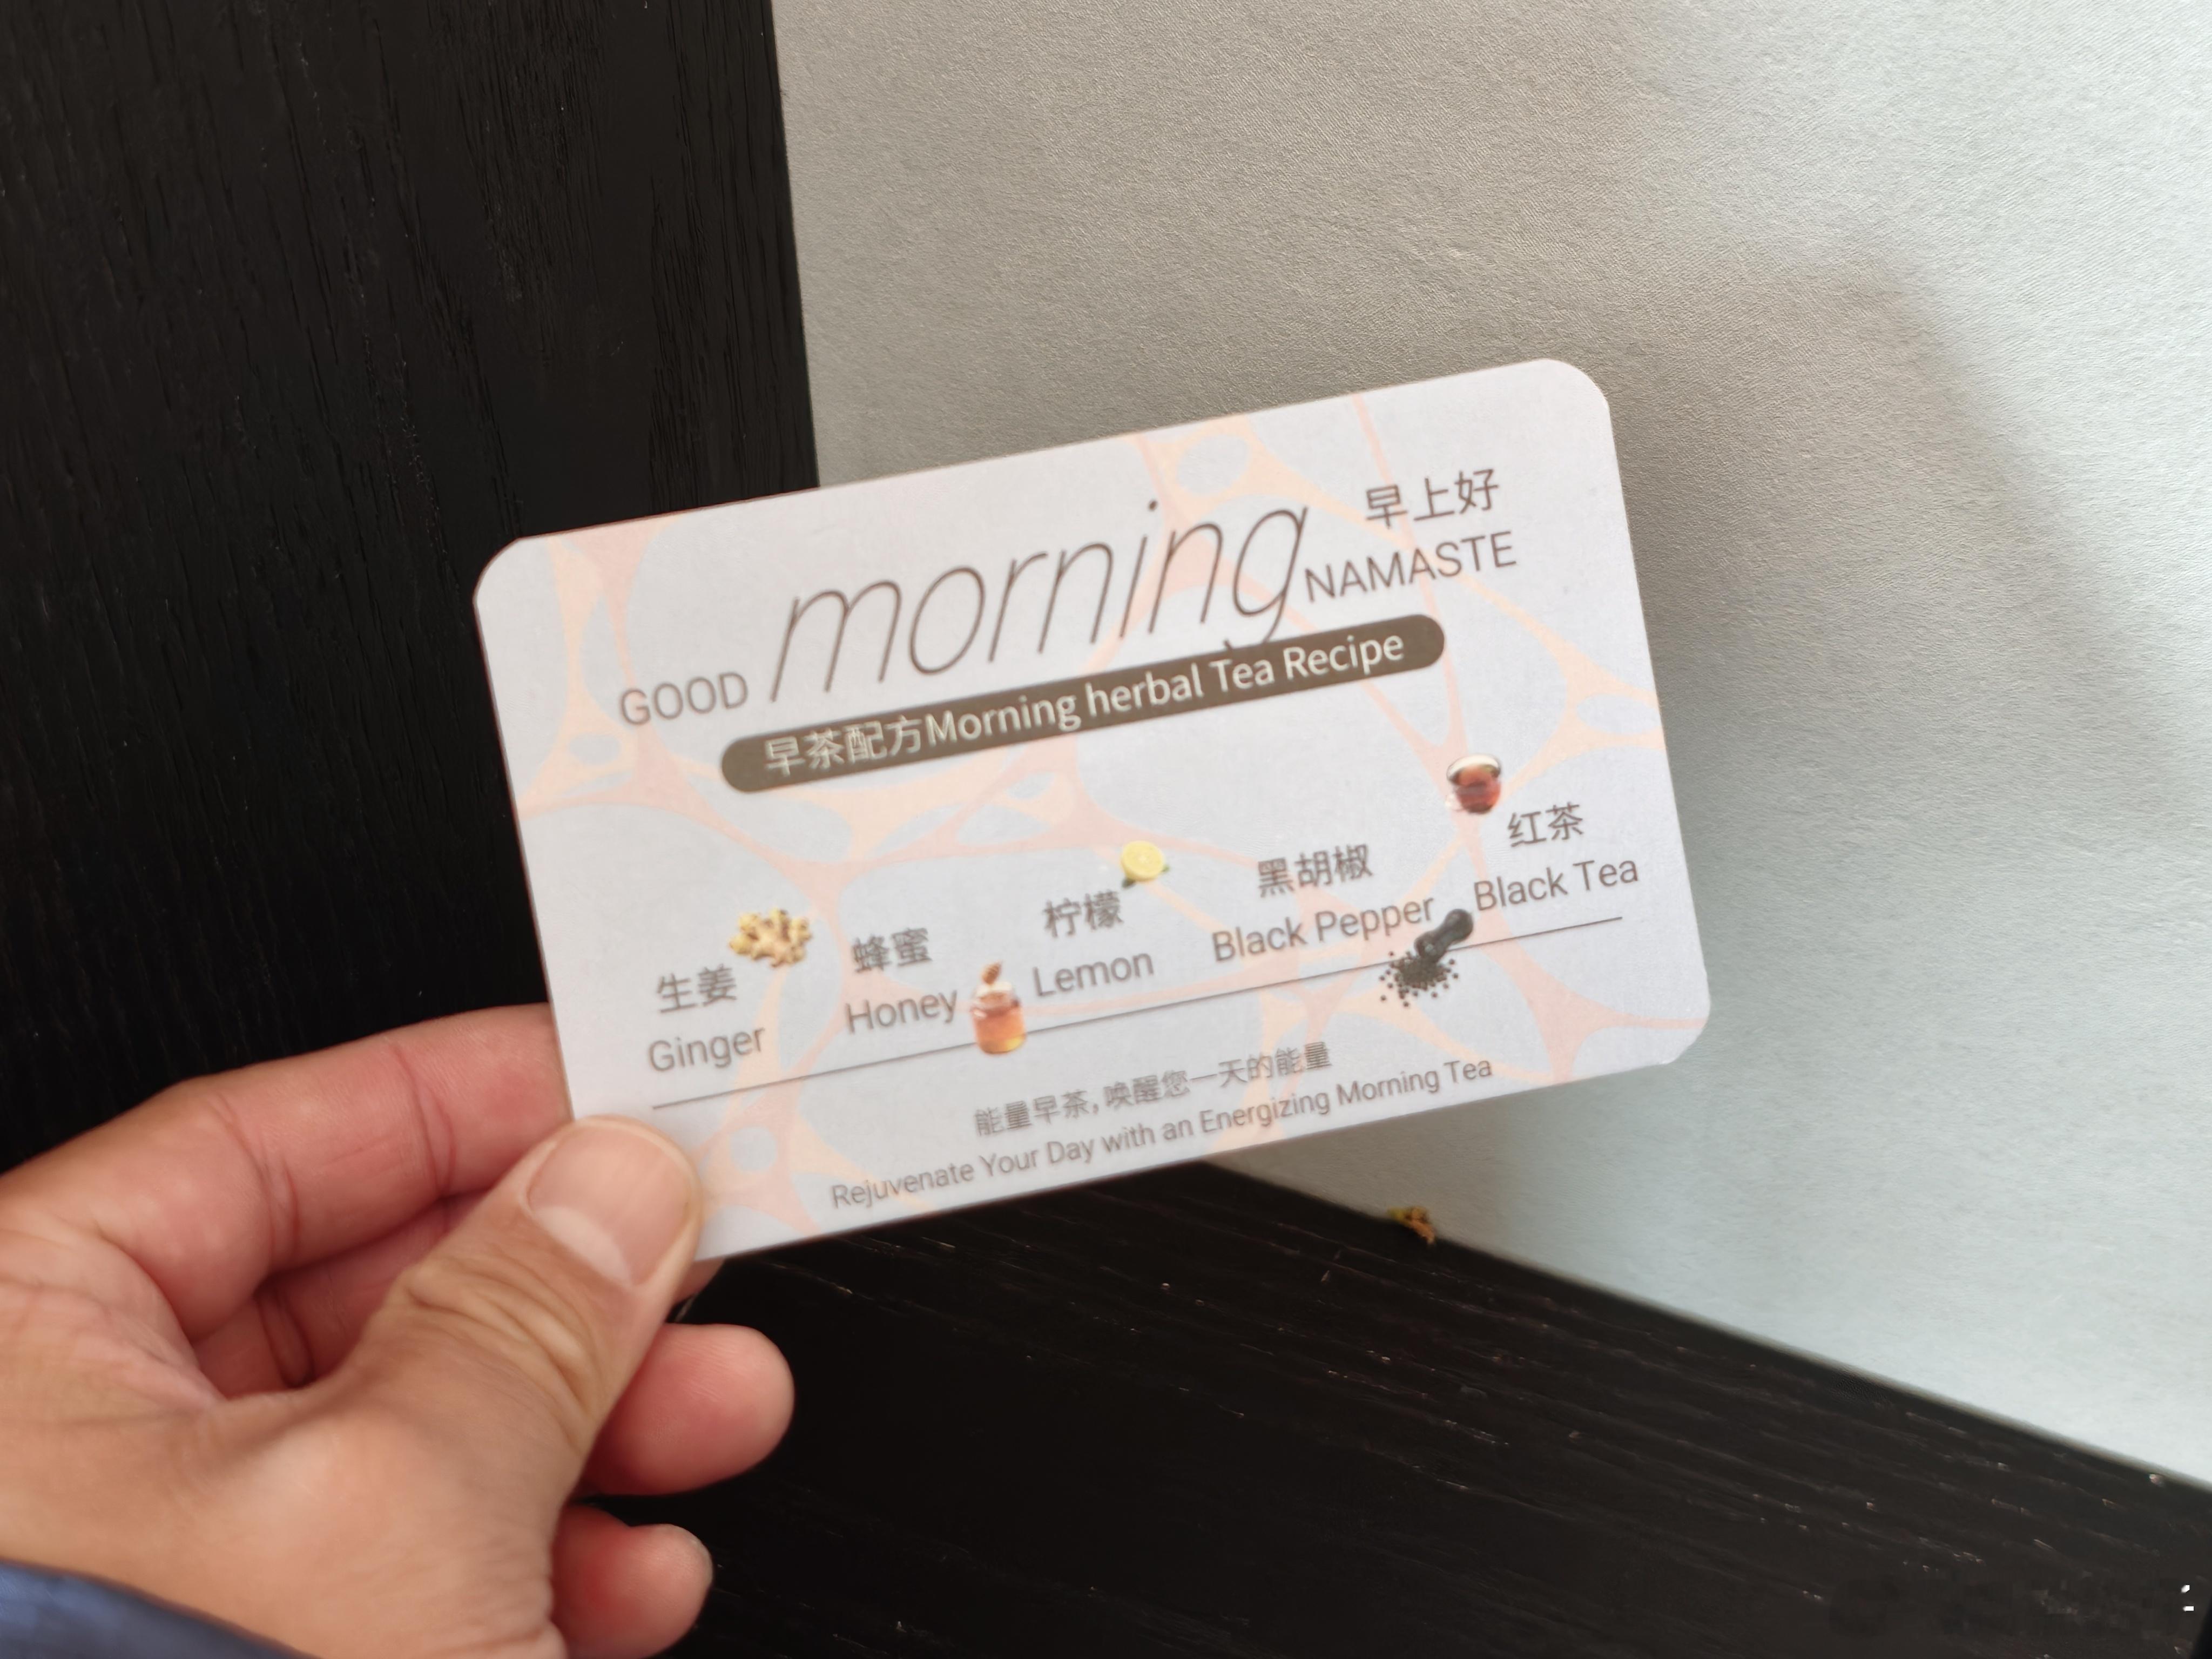 GOOD morning 早上好
NAMASTE
早茶配方Morning herbal Tea Recipe
生姜
Ginger
蜂蜜
Honey
柠檬
Lemon
黑胡椒
Black Pepper
红茶
Black Tea
能量早茶，唤醒您一天的能量
Rejuvenate Your Day with an Energizing Morning Tea